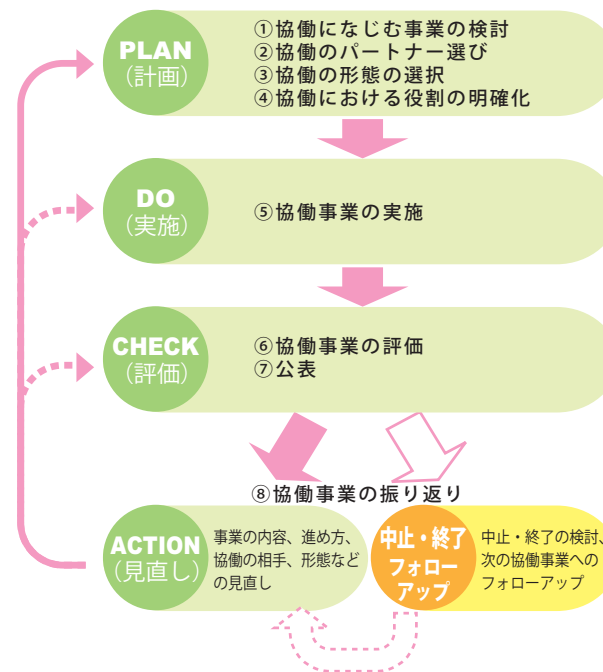 PLAN
(計画)
①協働になじむ事業の検討
②協働のパートナー選び
③協働の形態の選択
④協働における役割の明確化
DO
(実施)
⑤協働事業の実施
CHECK
(評価)
⑥協働事業の評価
⑦公表
⑧協働事業の振り返り
ACTION
(見直し)
事業の内容、進め方、
協働の相手、形態など
の見直し
中止・終了
フォロー
アップ
中止・終了の検討、
次の協働事業への
フォローアップ